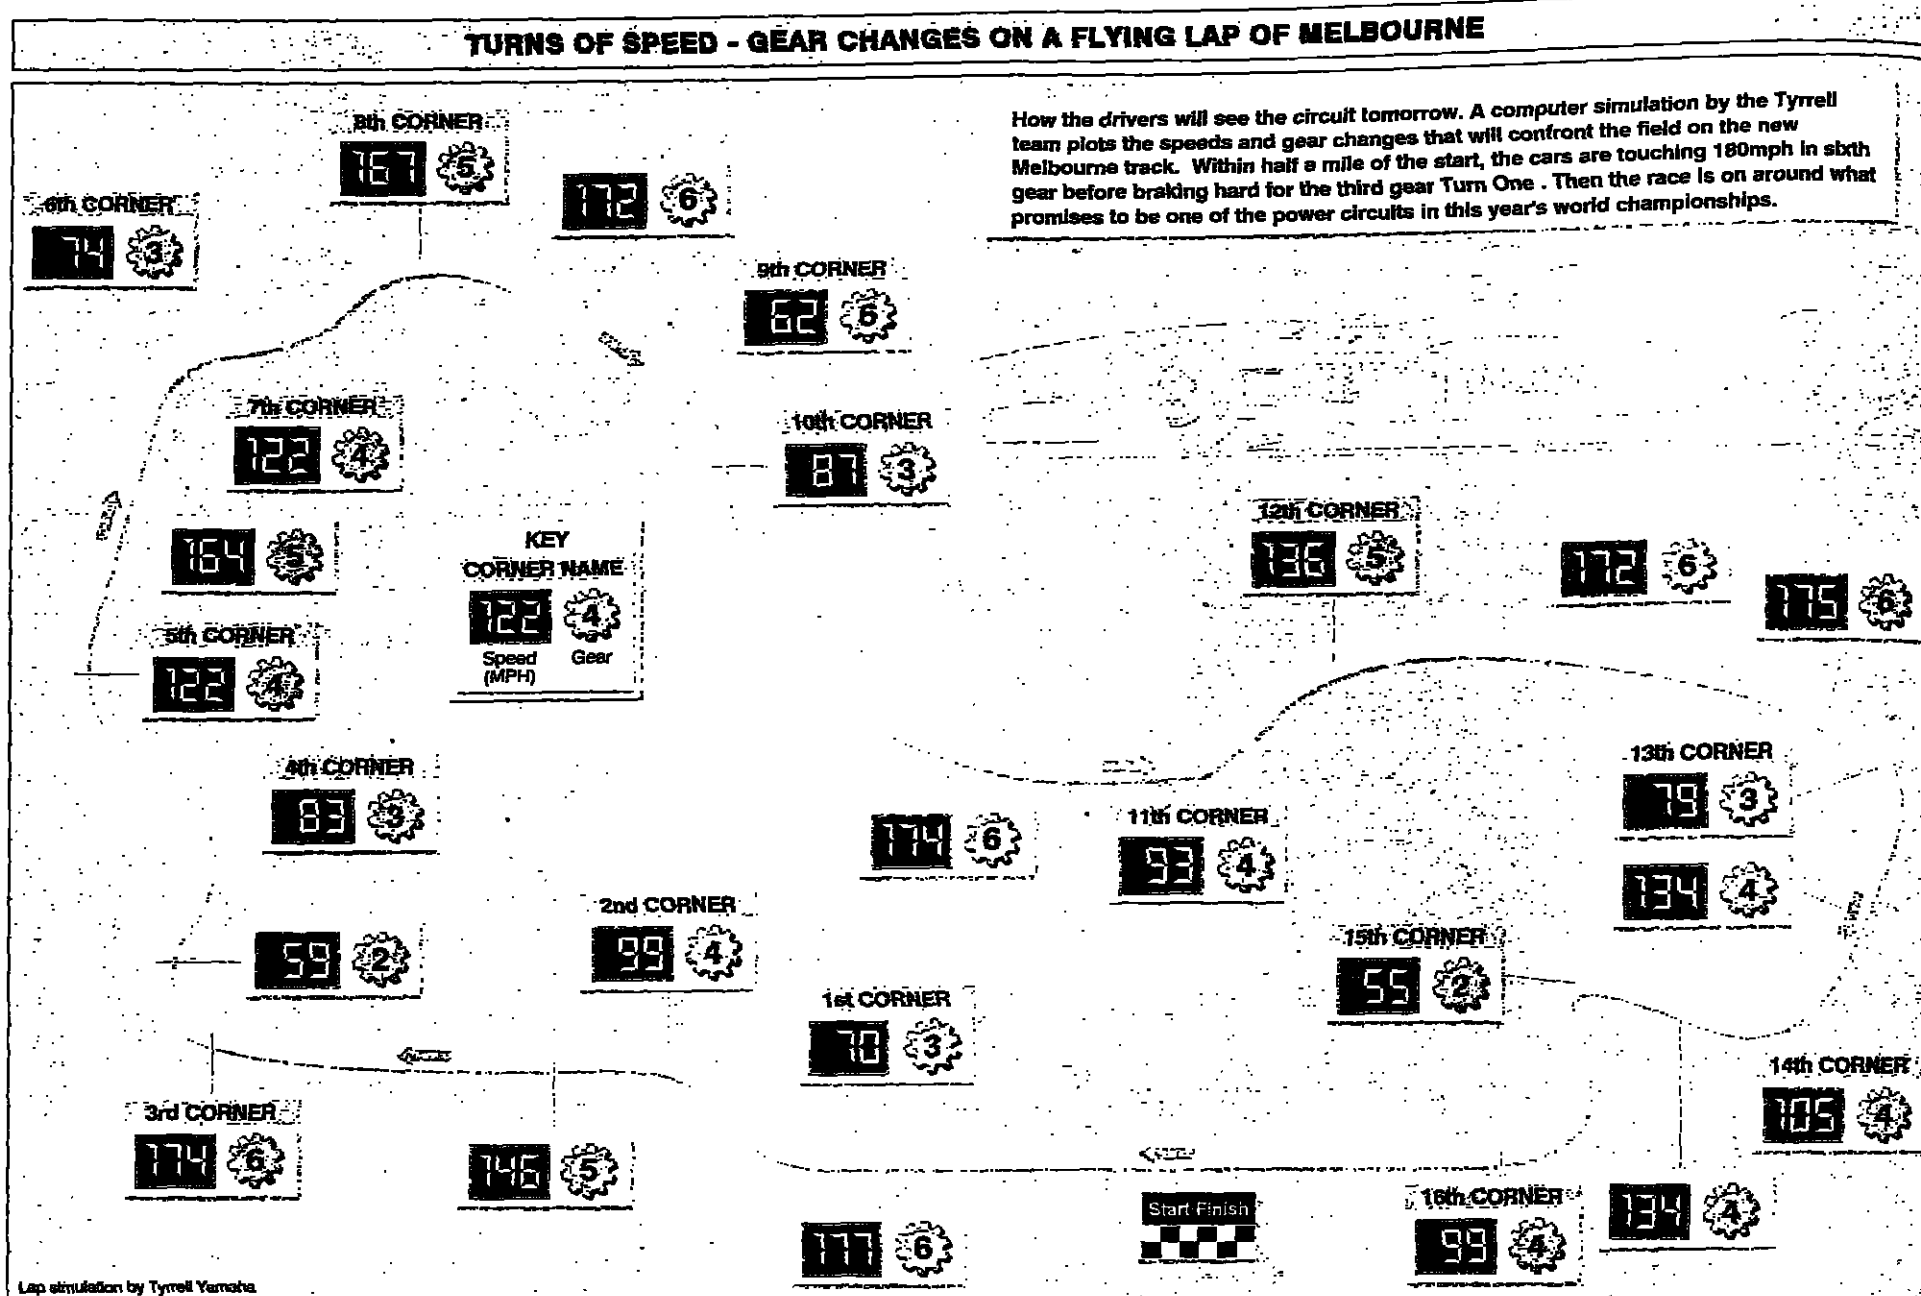 TURNS OF SPEED - GEAR CHANGES ON A FLYING LAP OF MELBOURNE
How the drivers will see the circuit tomorrow. A computer simulation by the Tyrrell
team plots the speeds and gear changes that will confront the field on the new
Melbourne track. Within half a mile of the start, the cars are touching 180mph in sixth
gear before braking hard for the third gear Turn One . Then the race is on around what
promises to be one of the power circuits in this year's world championships.
8th CORNER
167 5
172 6
6th CORNER
74 3
9th CORNER
62 6
7th CORNER
122 4
10th CORNER
87 3
12th CORNER
136 5
172 6
175 6
164 5
KEY
CORNER NAME
122 4
Speed
(MPH)
Gear
5th CORNER
122 4
4th CORNER
83 3
13th CORNER
79 3
174 6
11th CORNER
93 4
134 4
59 2
2nd CORNER
99 4
15th CORNER
55 2
1st CORNER
70 3
14th CORNER
105 4
3rd CORNER
174 6
146 5
Start Finish
177 6
16th CORNER
99 4
134 4
Lap simulation by Tyrrell Yamaha